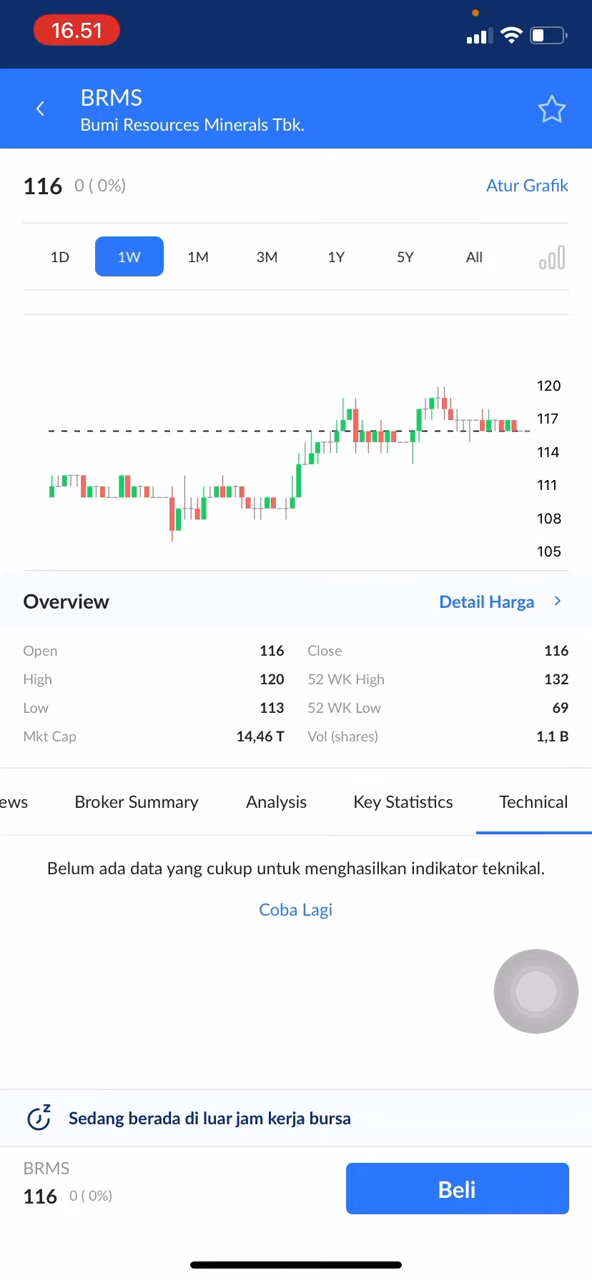 16.51
BRMS
Bumi Resources Minerals Tbk.
116 0 ( 0%)
Atur Grafik
1D 1W 1M 3M 1Y 5Y All
120
117
114
111
108
105
Overview
Detail Harga
Open 116 Close 116
High 120 52 WK High 132
Low 113 52 WK Low 69
Mkt Cap 14,46 T Vol (shares) 1,1 B
ews Broker Summary Analysis Key Statistics Technical
Belum ada data yang cukup untuk menghasilkan indikator teknikal.
Coba Lagi
Sedang berada di luar jam kerja bursa
BRMS
116 0 ( 0%)
Beli